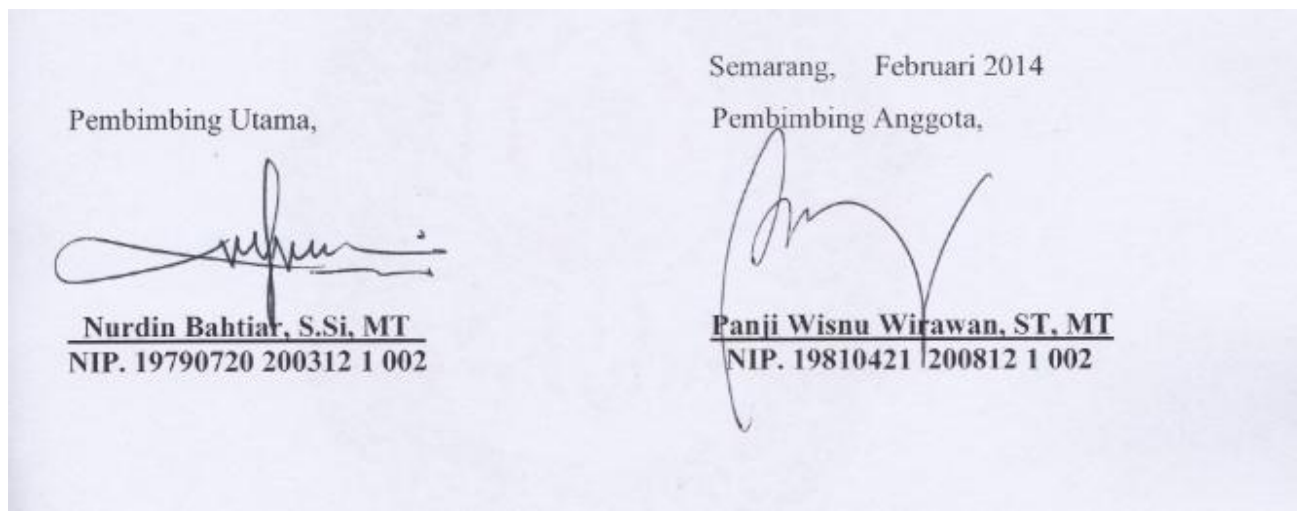 Semarang, Februari 2014
Pembimbing Utama,
Pembimbing Anggota,
Nurdin Bahtiar, S.Si, MT
NIP. 19790720 200312 1 002
Panji Wisnu Wirawan, ST, MT
NIP. 19810421 200812 1 002